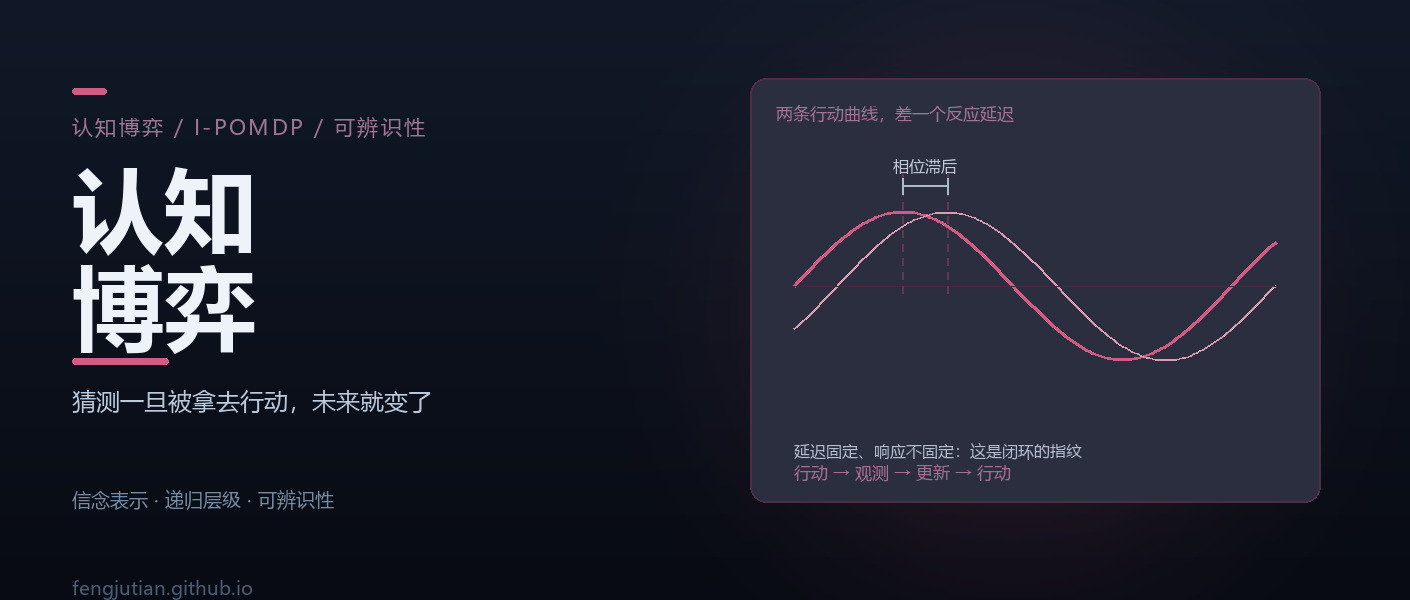 认知博弈 / I-POMDP / 可辨识性
认知
博弈
猜测一旦被拿去行动，未来就变了
信念表示 · 递归层级 · 可辨识性
fengjutian.github.io
两条行动曲线，差一个反应延迟
相位滞后
延迟固定、响应不固定：这是闭环的指纹
行动 → 观测 → 更新 → 行动